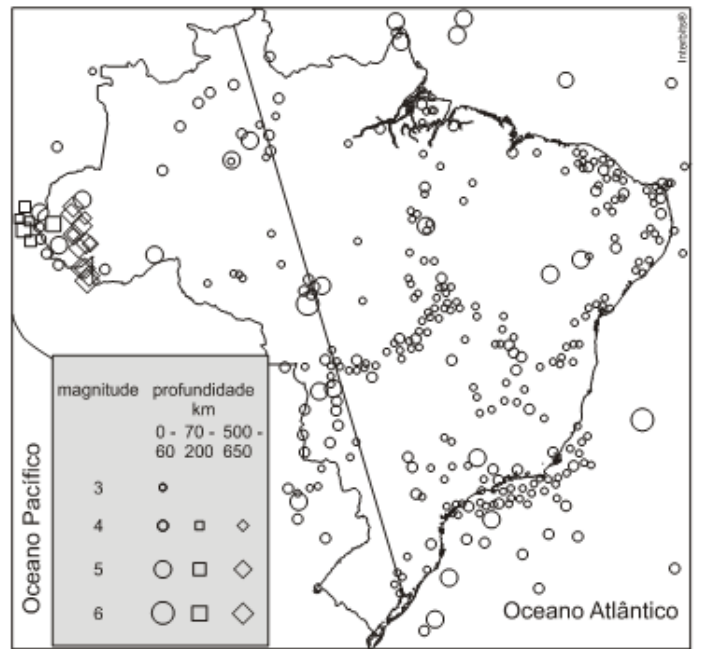 Interbits®
magnitude profundidade
km
0 - 70 - 500 -
60 200 650
3
4
5
6
Oceano Pacífico
Oceano Atlântico